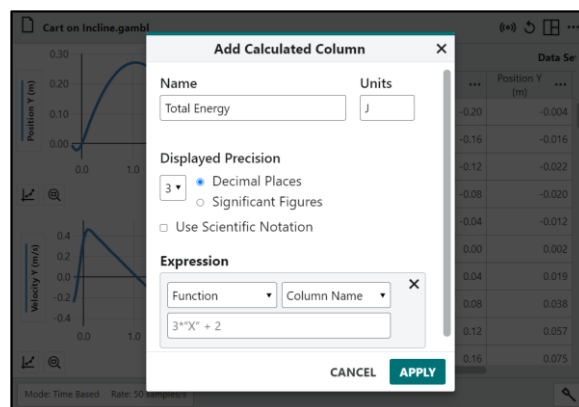 Cart on Incline.gambl
Add Calculated Column
Name
Units
Total Energy
J
Displayed Precision
3
Decimal Places
Significant Figures
Use Scientific Notation
Expression
Function
Column Name
3*"X" + 2
CANCEL
APPLY
0.30
0.20
0.10
0.00
Position Y (m)
0.0
1.0
0.4
0.2
0.0
-0.2
-0.4
Velocity Y (m/s)
0.0
1.0
Mode: Time Based Rate: 50 samples/s
Data Se
Position Y
(m)
-0.20 -0.004
-0.16 -0.016
-0.12 -0.022
-0.08 -0.020
-0.04 -0.012
0.00 0.002
0.04 0.019
0.08 0.038
0.12 0.057
0.16 0.075